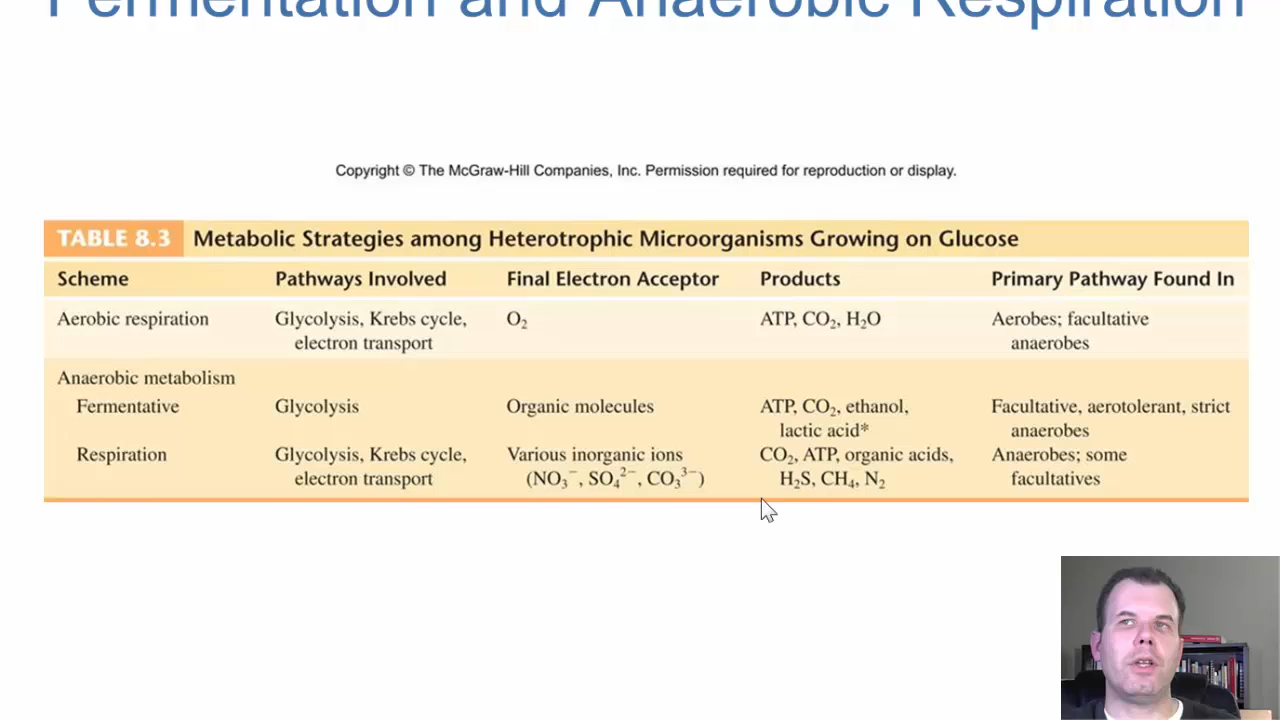 Fermentation and Anaerobic Respiration
Copyright © The McGraw-Hill Companies, Inc. Permission required for reproduction or display.
TABLE 8.3 Metabolic Strategies among Heterotrophic Microorganisms Growing on Glucose
Scheme Pathways Involved Final Electron Acceptor Products Primary Pathway Found In
Aerobic respiration Glycolysis, Krebs cycle, O₂ ATP, CO₂, H₂O Aerobes; facultative
electron transport anaerobes
Anaerobic metabolism
Fermentative Glycolysis Organic molecules ATP, CO₂, ethanol, Facultative, aerotolerant, strict
lactic acid* anaerobes
Respiration Glycolysis, Krebs cycle, Various inorganic ions CO₂, ATP, organic acids, Anaerobes; some
electron transport (NO₃⁻, SO₄²⁻, CO₃³⁻) H₂S, CH₄, N₂ facultatives